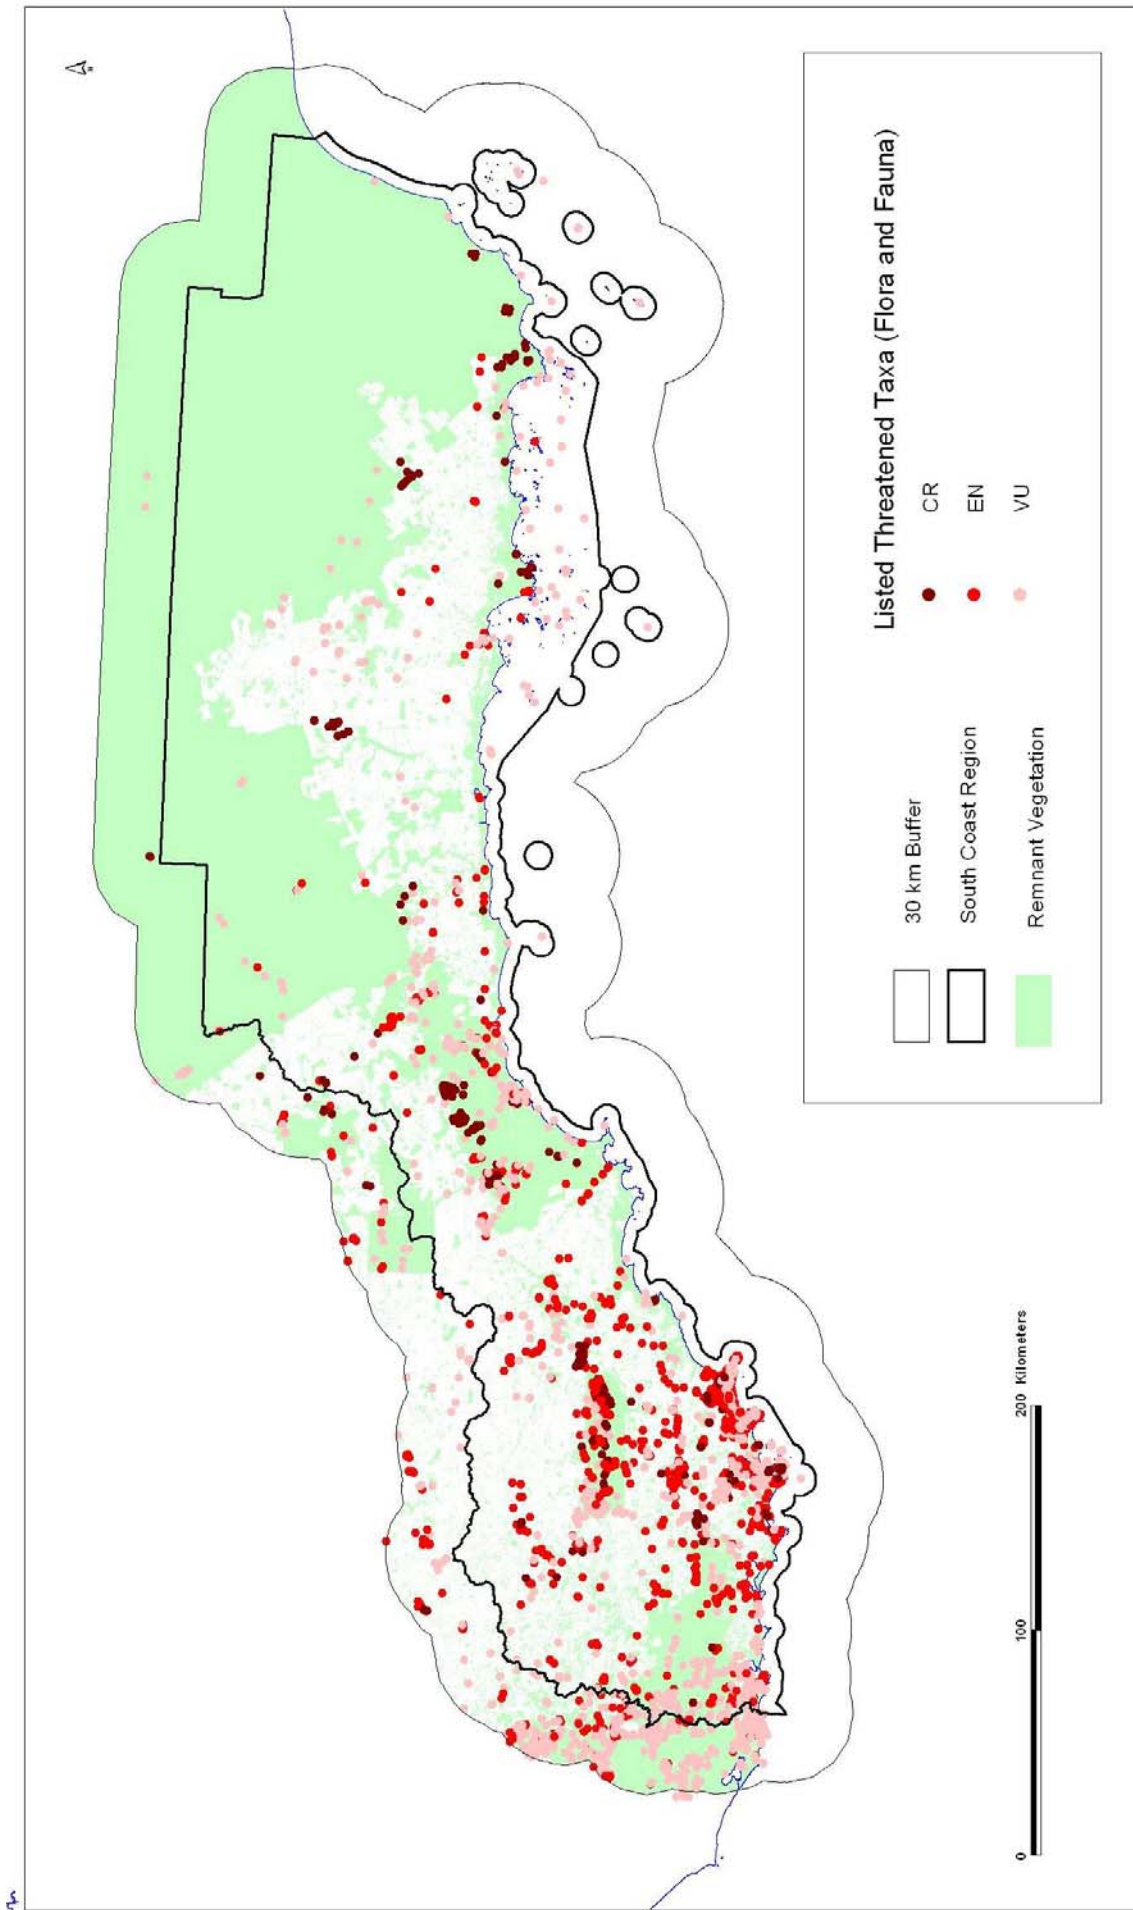 Listed Threatened Taxa (Flora and Fauna)
30 km Buffer
South Coast Region
Remnant Vegetation
CR
EN
VU
0 100 200 Kilometers